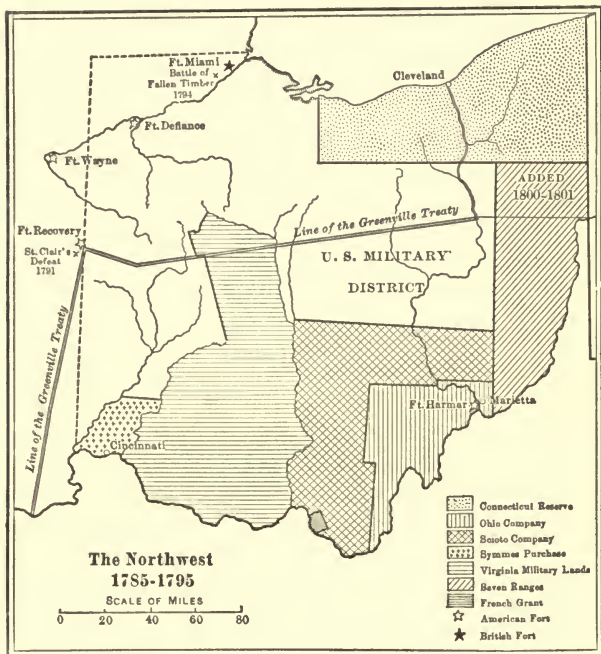 Ft. Miami
Battle of
Fallen Timber
1794
Cleveland
Ft. Defiance
Ft. Wayne
ADDED
1800-1801
Ft. Recovery
St. Clair's
Defeat
1791
Line of the Greenville Treaty
U. S. MILITARY
DISTRICT
Line of the Greenville Treaty
Ft. Harmar
Marietta
Cincinnati
Connecticut Reserve
Ohio Company
Scioto Company
Symmes Purchase
Virginia Military Lands
Seven Ranges
French Grant
American Fort
British Fort
The Northwest
1785-1795
SCALE OF MILES
0 20 40 60 80